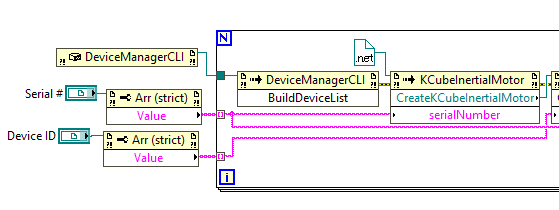 N
.net
DeviceManagerCLI
DeviceManagerCLI
BuildDeviceList
KCubeInertialMotor
CreateKCubeInertialMotor
serialNumber
Serial #
Arr (strict)
Value
Device ID
Arr (strict)
Value
i